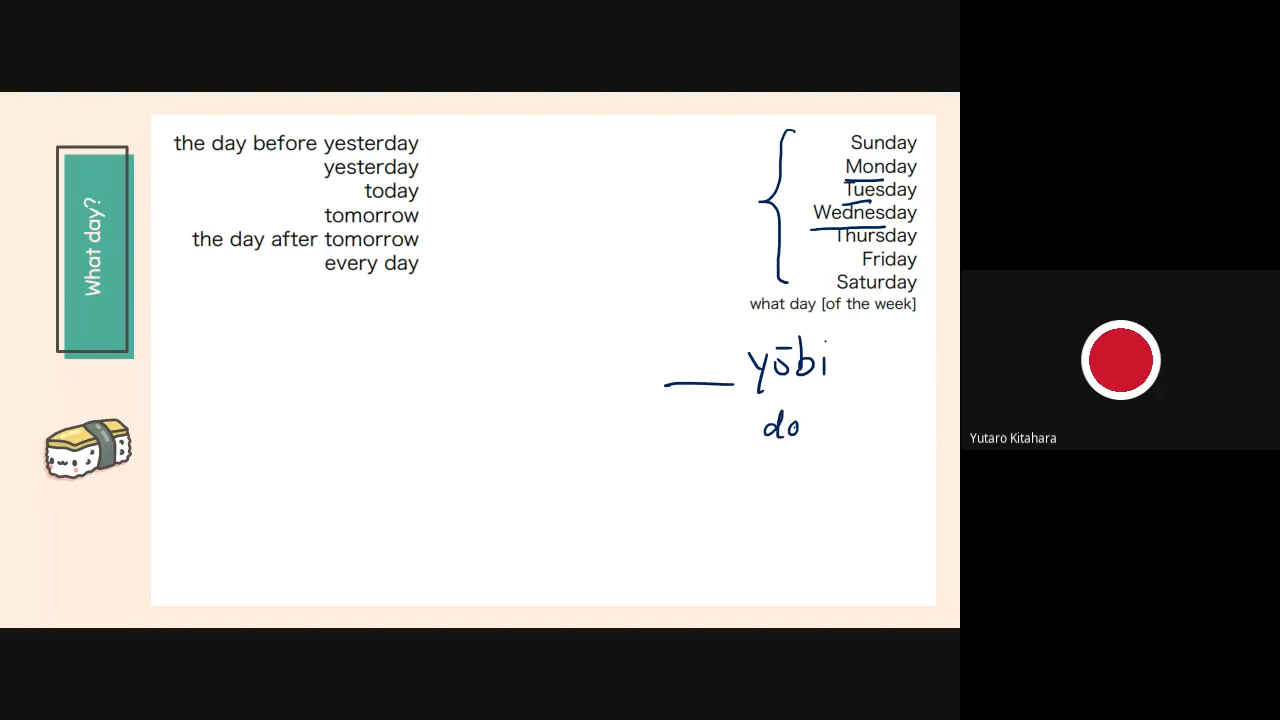 What day?
the day before yesterday
yesterday
today
tomorrow
the day after tomorrow
every day
Sunday
Monday
Tuesday
Wednesday
Thursday
Friday
Saturday
what day [of the week]
yōbi
do
Yutaro Kitahara